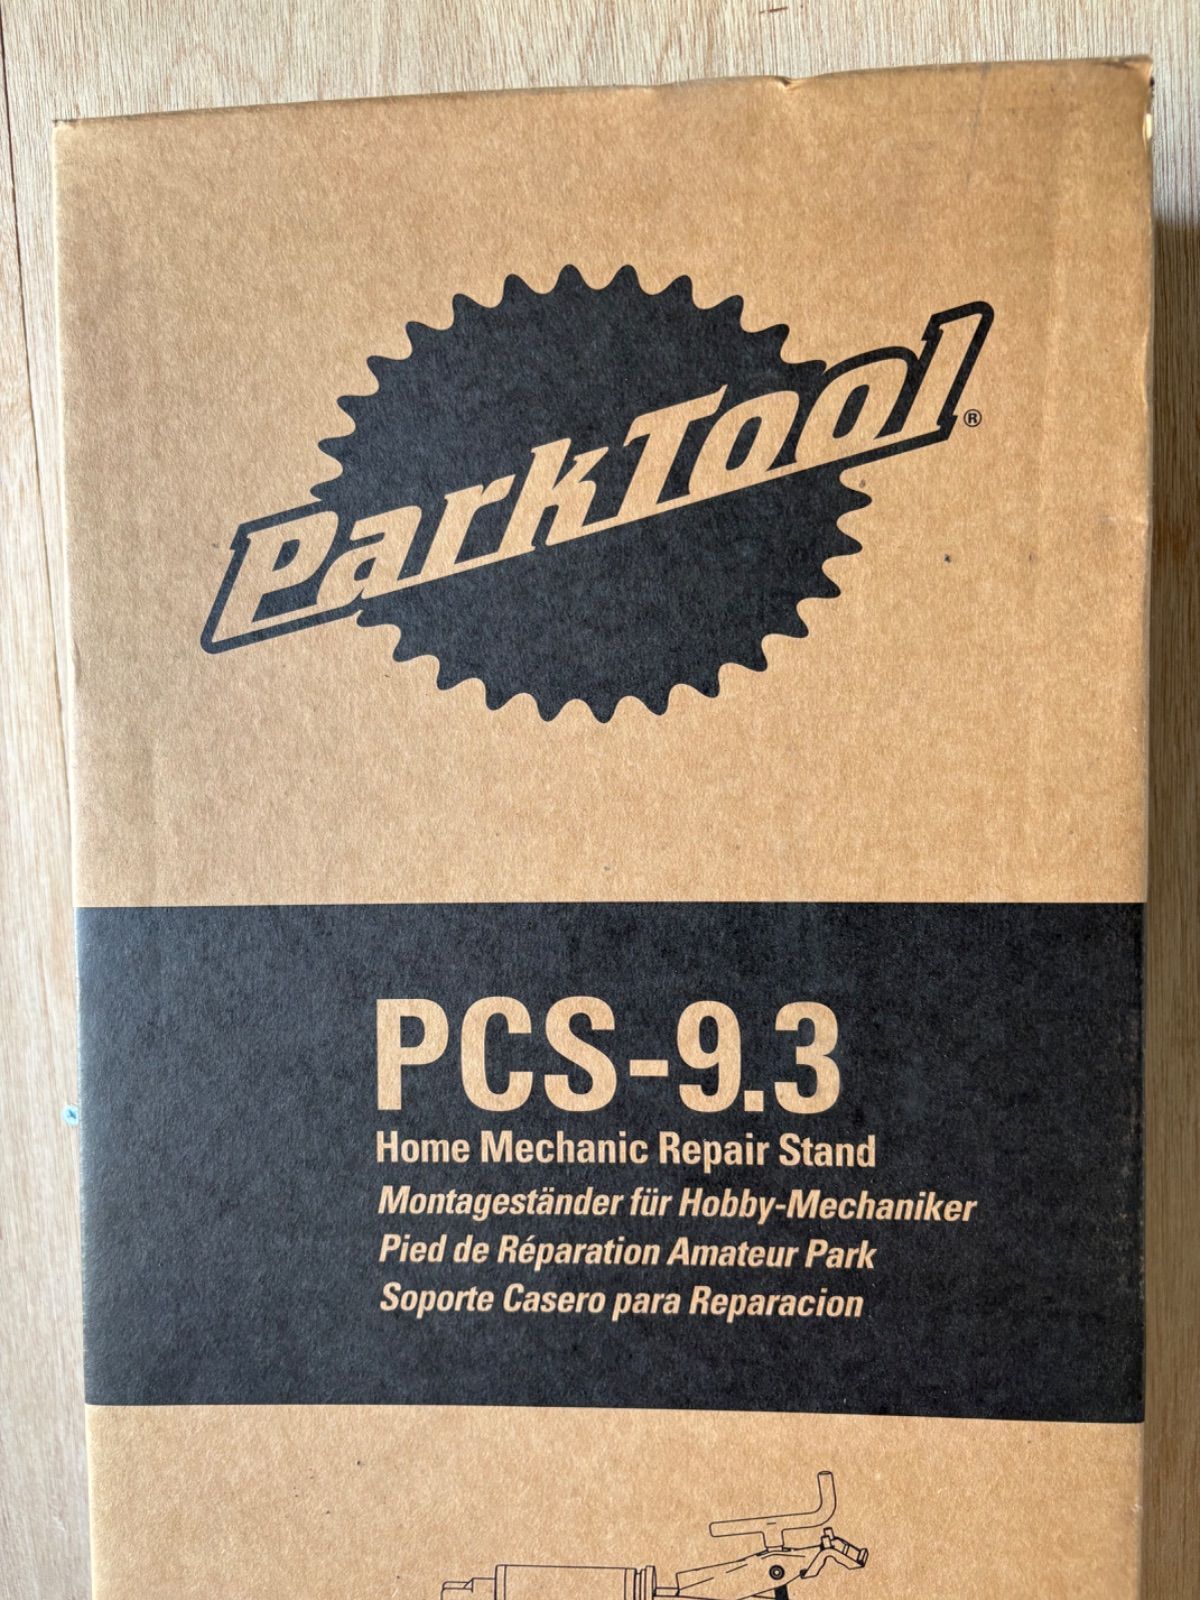 ParkTool®
PCS-9.3
Home Mechanic Repair Stand
Montageständer für Hobby-Mechaniker
Pied de Réparation Amateur Park
Soporte Casero para Reparacion